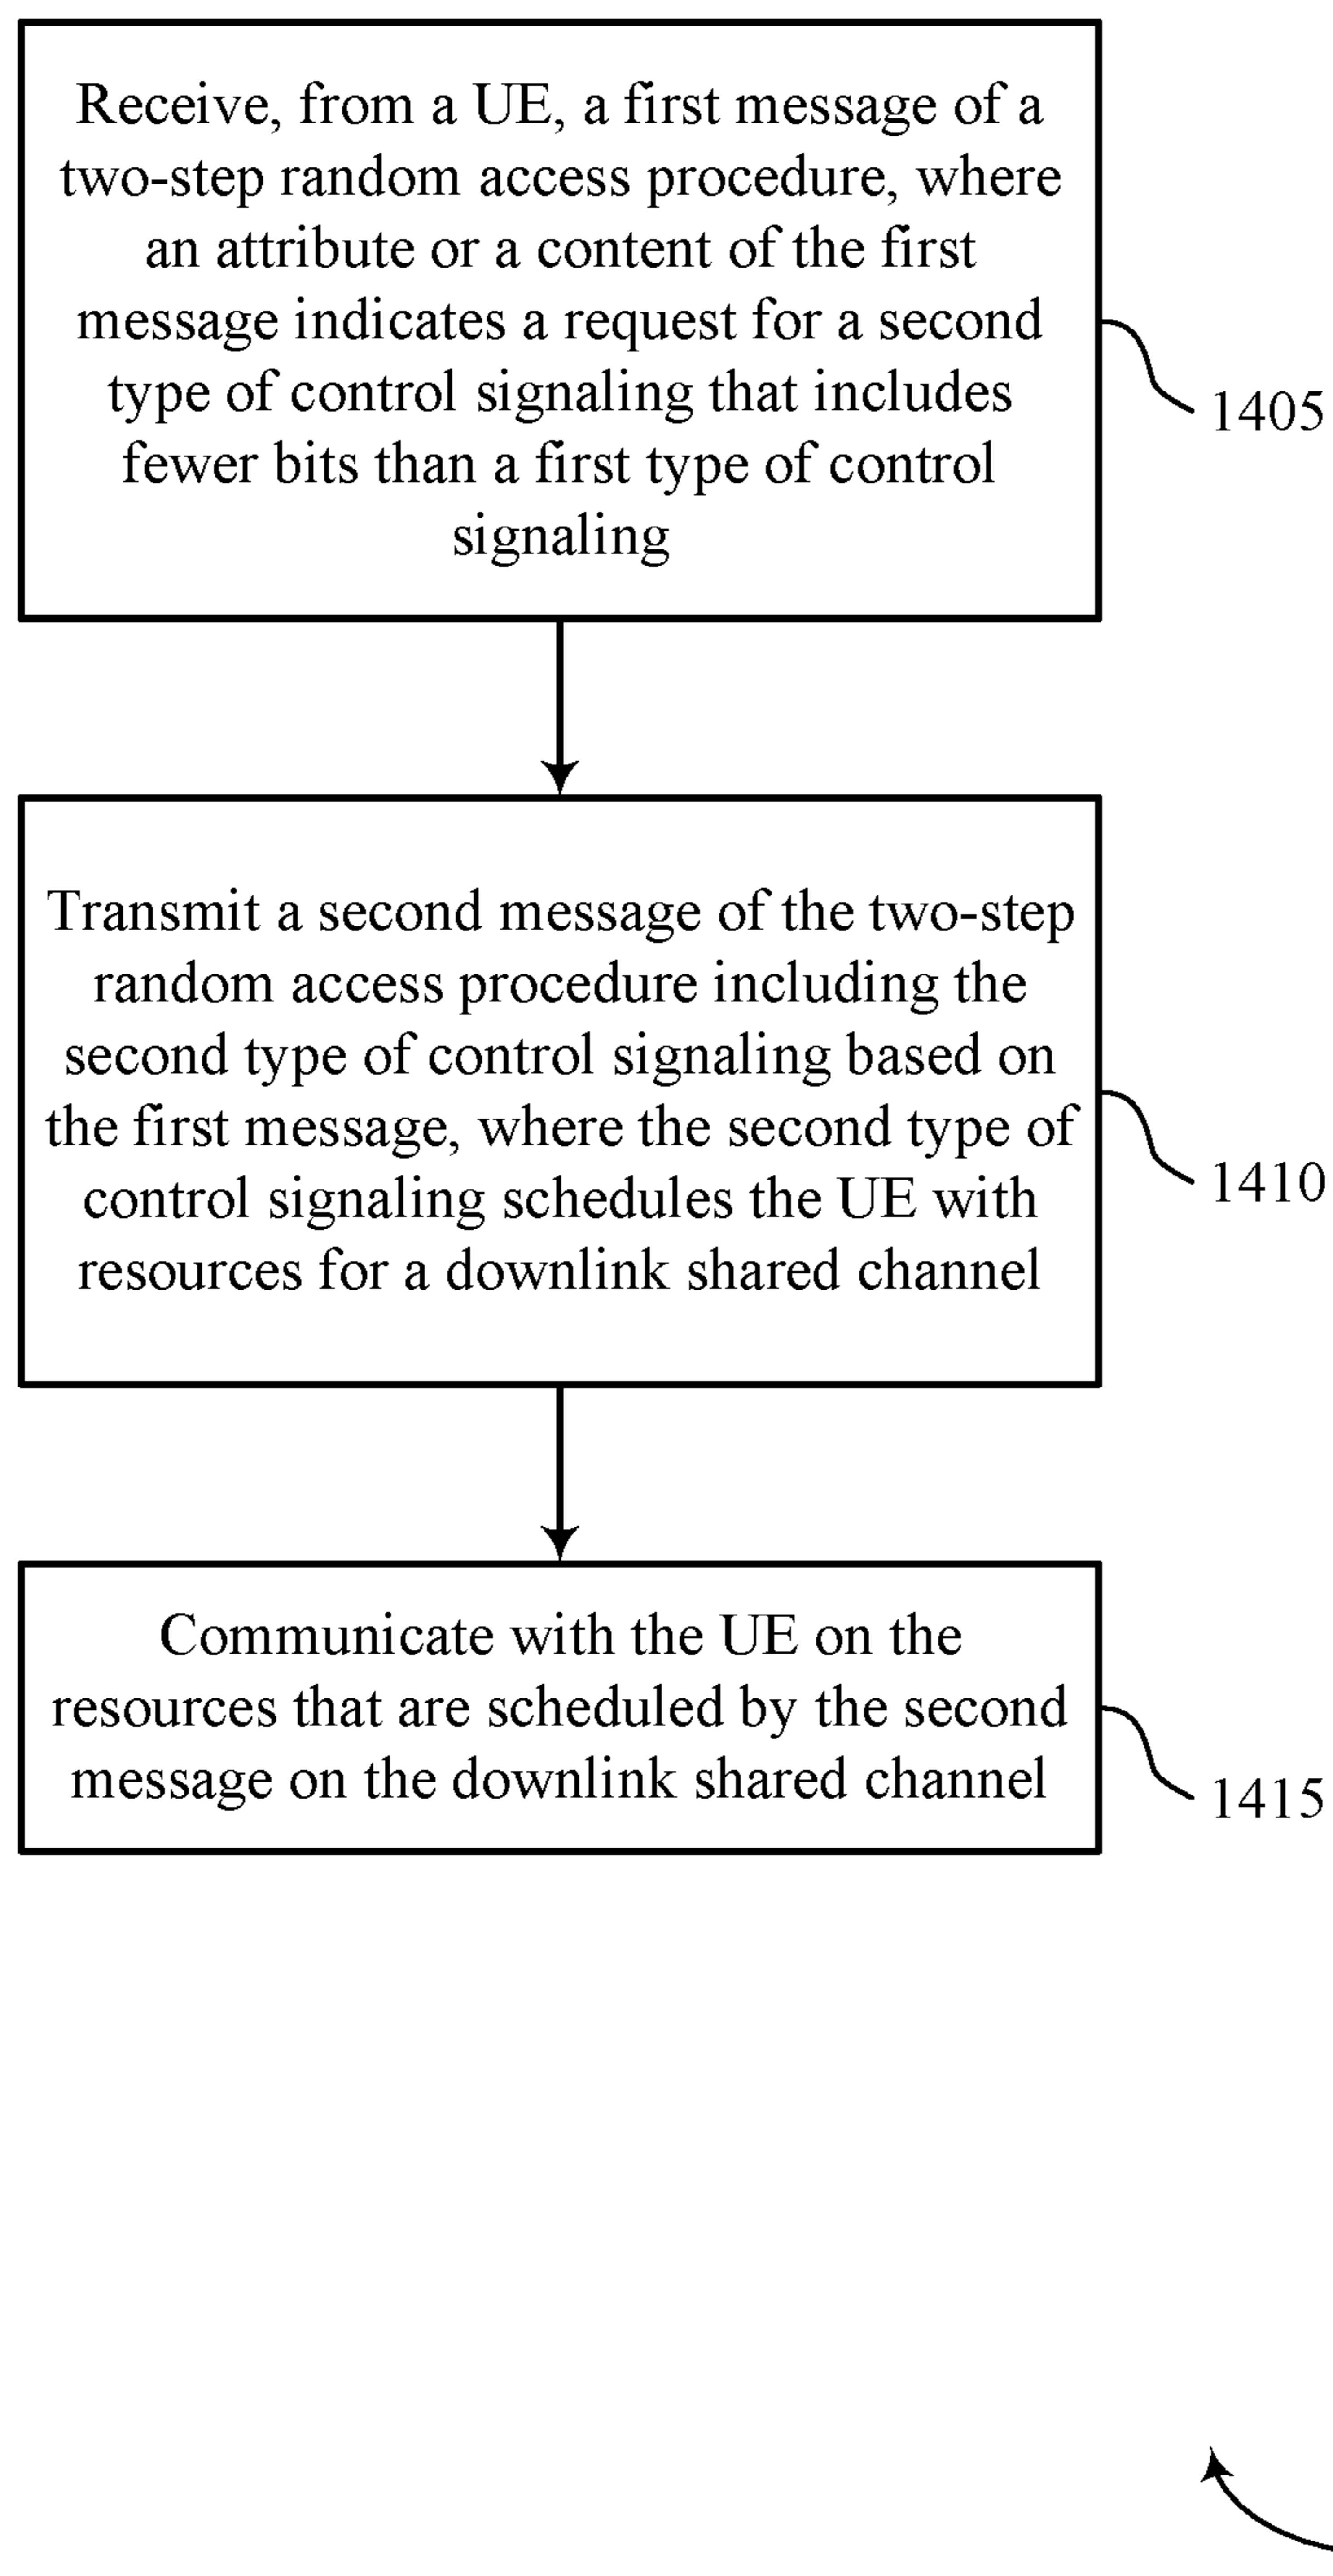 Receive, from a UE, a first message of a
two-step random access procedure, where
an attribute or a content of the first
message indicates a request for a second
type of control signaling that includes
fewer bits than a first type of control
signaling
1405
Transmit a second message of the two-step
random access procedure including the
second type of control signaling based on
the first message, where the second type of
control signaling schedules the UE with
resources for a downlink shared channel
1410
Communicate with the UE on the
resources that are scheduled by the second
message on the downlink shared channel
1415